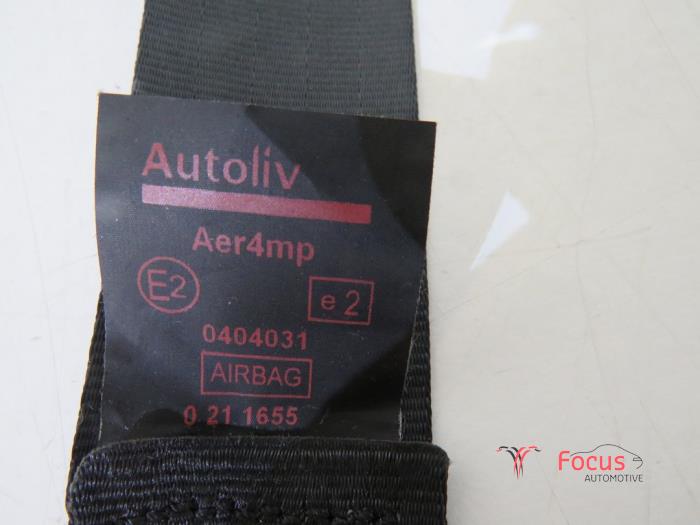 Autoliv
Aer4mp
E2
e 2
0404031
AIRBAG
0 21 1655
Focus
AUTOMOTIVE